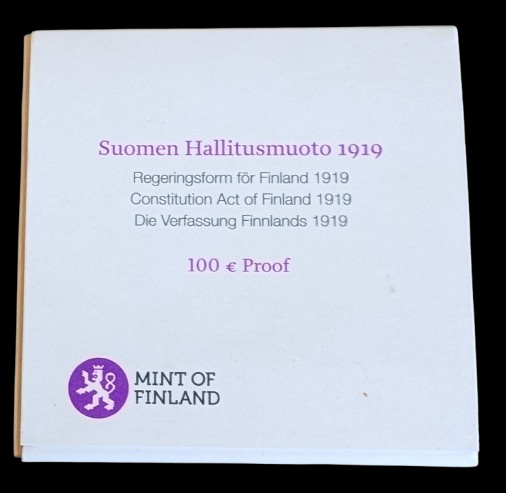 Suomen Hallitusmuoto 1919
Regeringsform för Finland 1919
Constitution Act of Finland 1919
Die Verfassung Finnlands 1919
100 € Proof
MINT OF
FINLAND